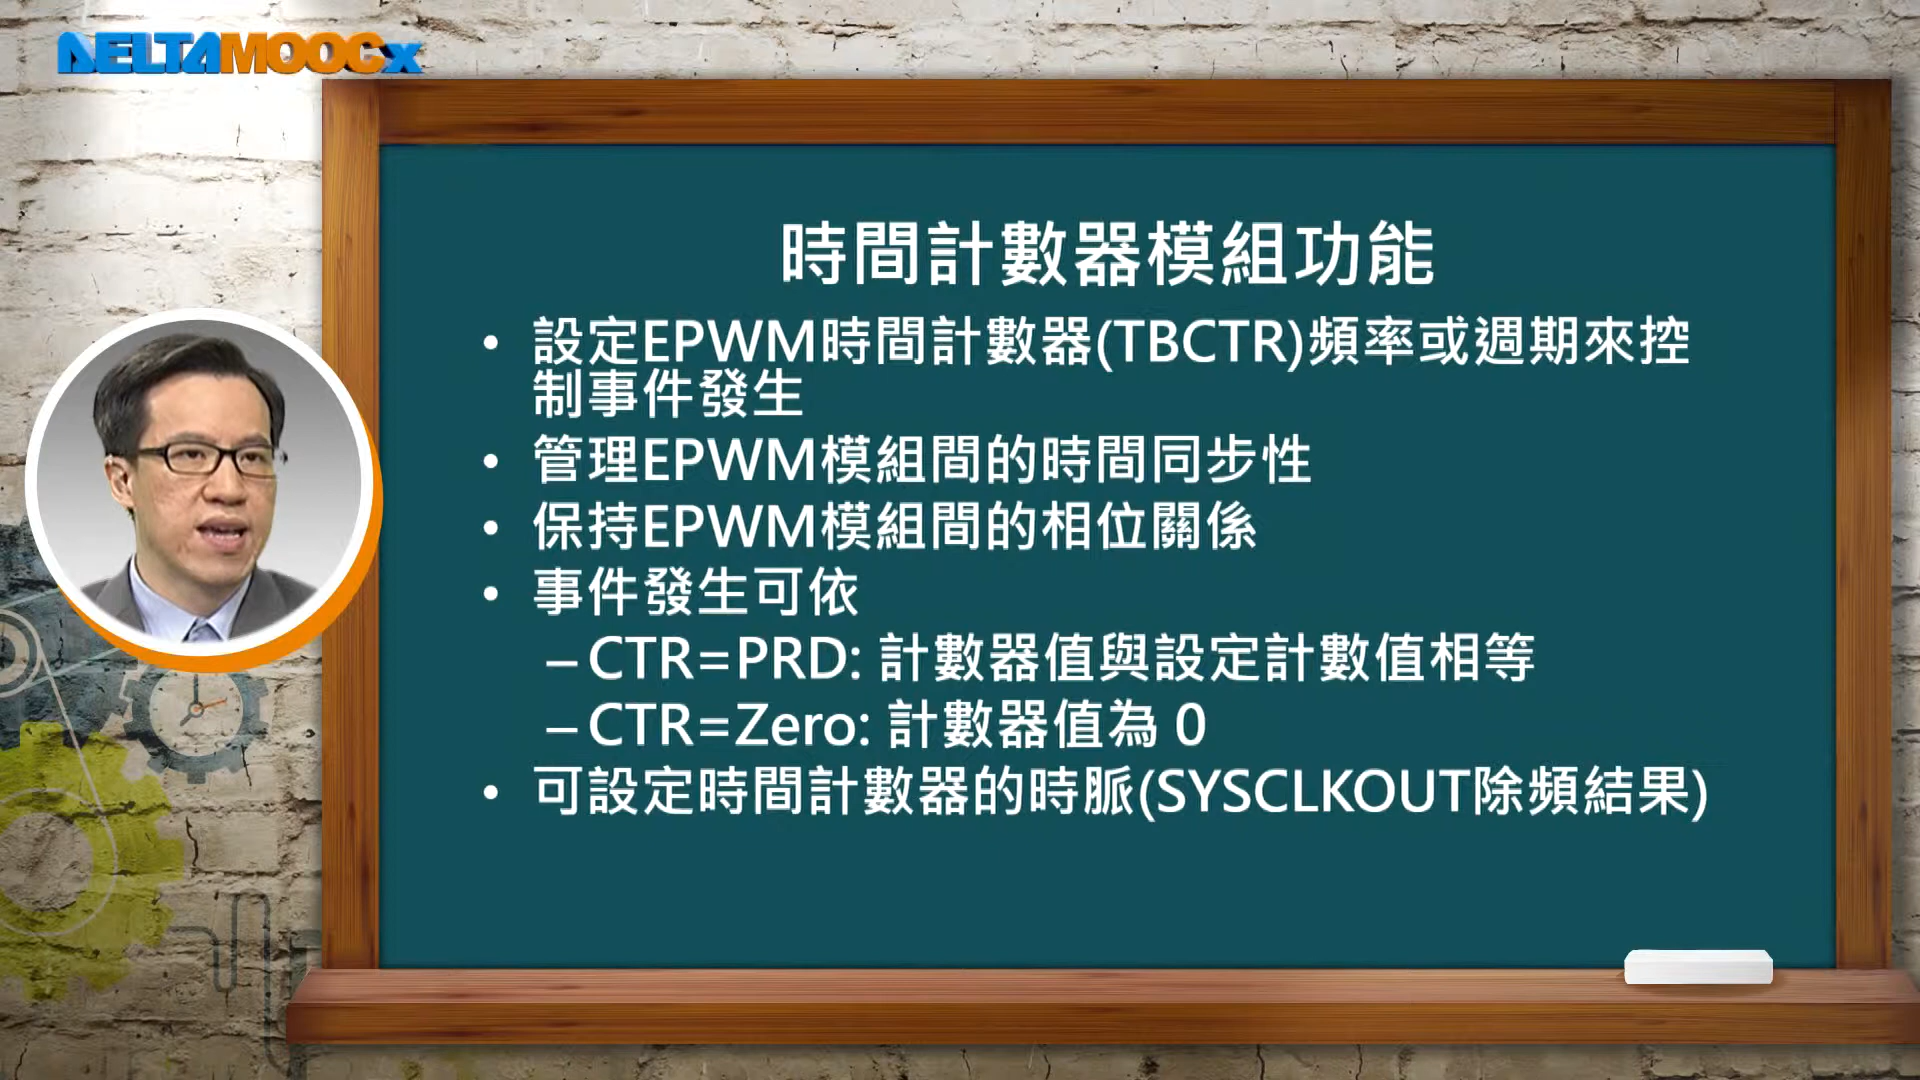 DELTAMOOCx
時間計數器模組功能
• 設定EPWM時間計數器(TBCTR)頻率或週期來控
制事件發生
• 管理EPWM模組間的時間同步性
• 保持EPWM模組間的相位關係
• 事件發生可依
–CTR=PRD: 計數器值與設定計數值相等
–CTR=Zero: 計數器值為 0
• 可設定時間計數器的時脈(SYSCLKOUT除頻結果)